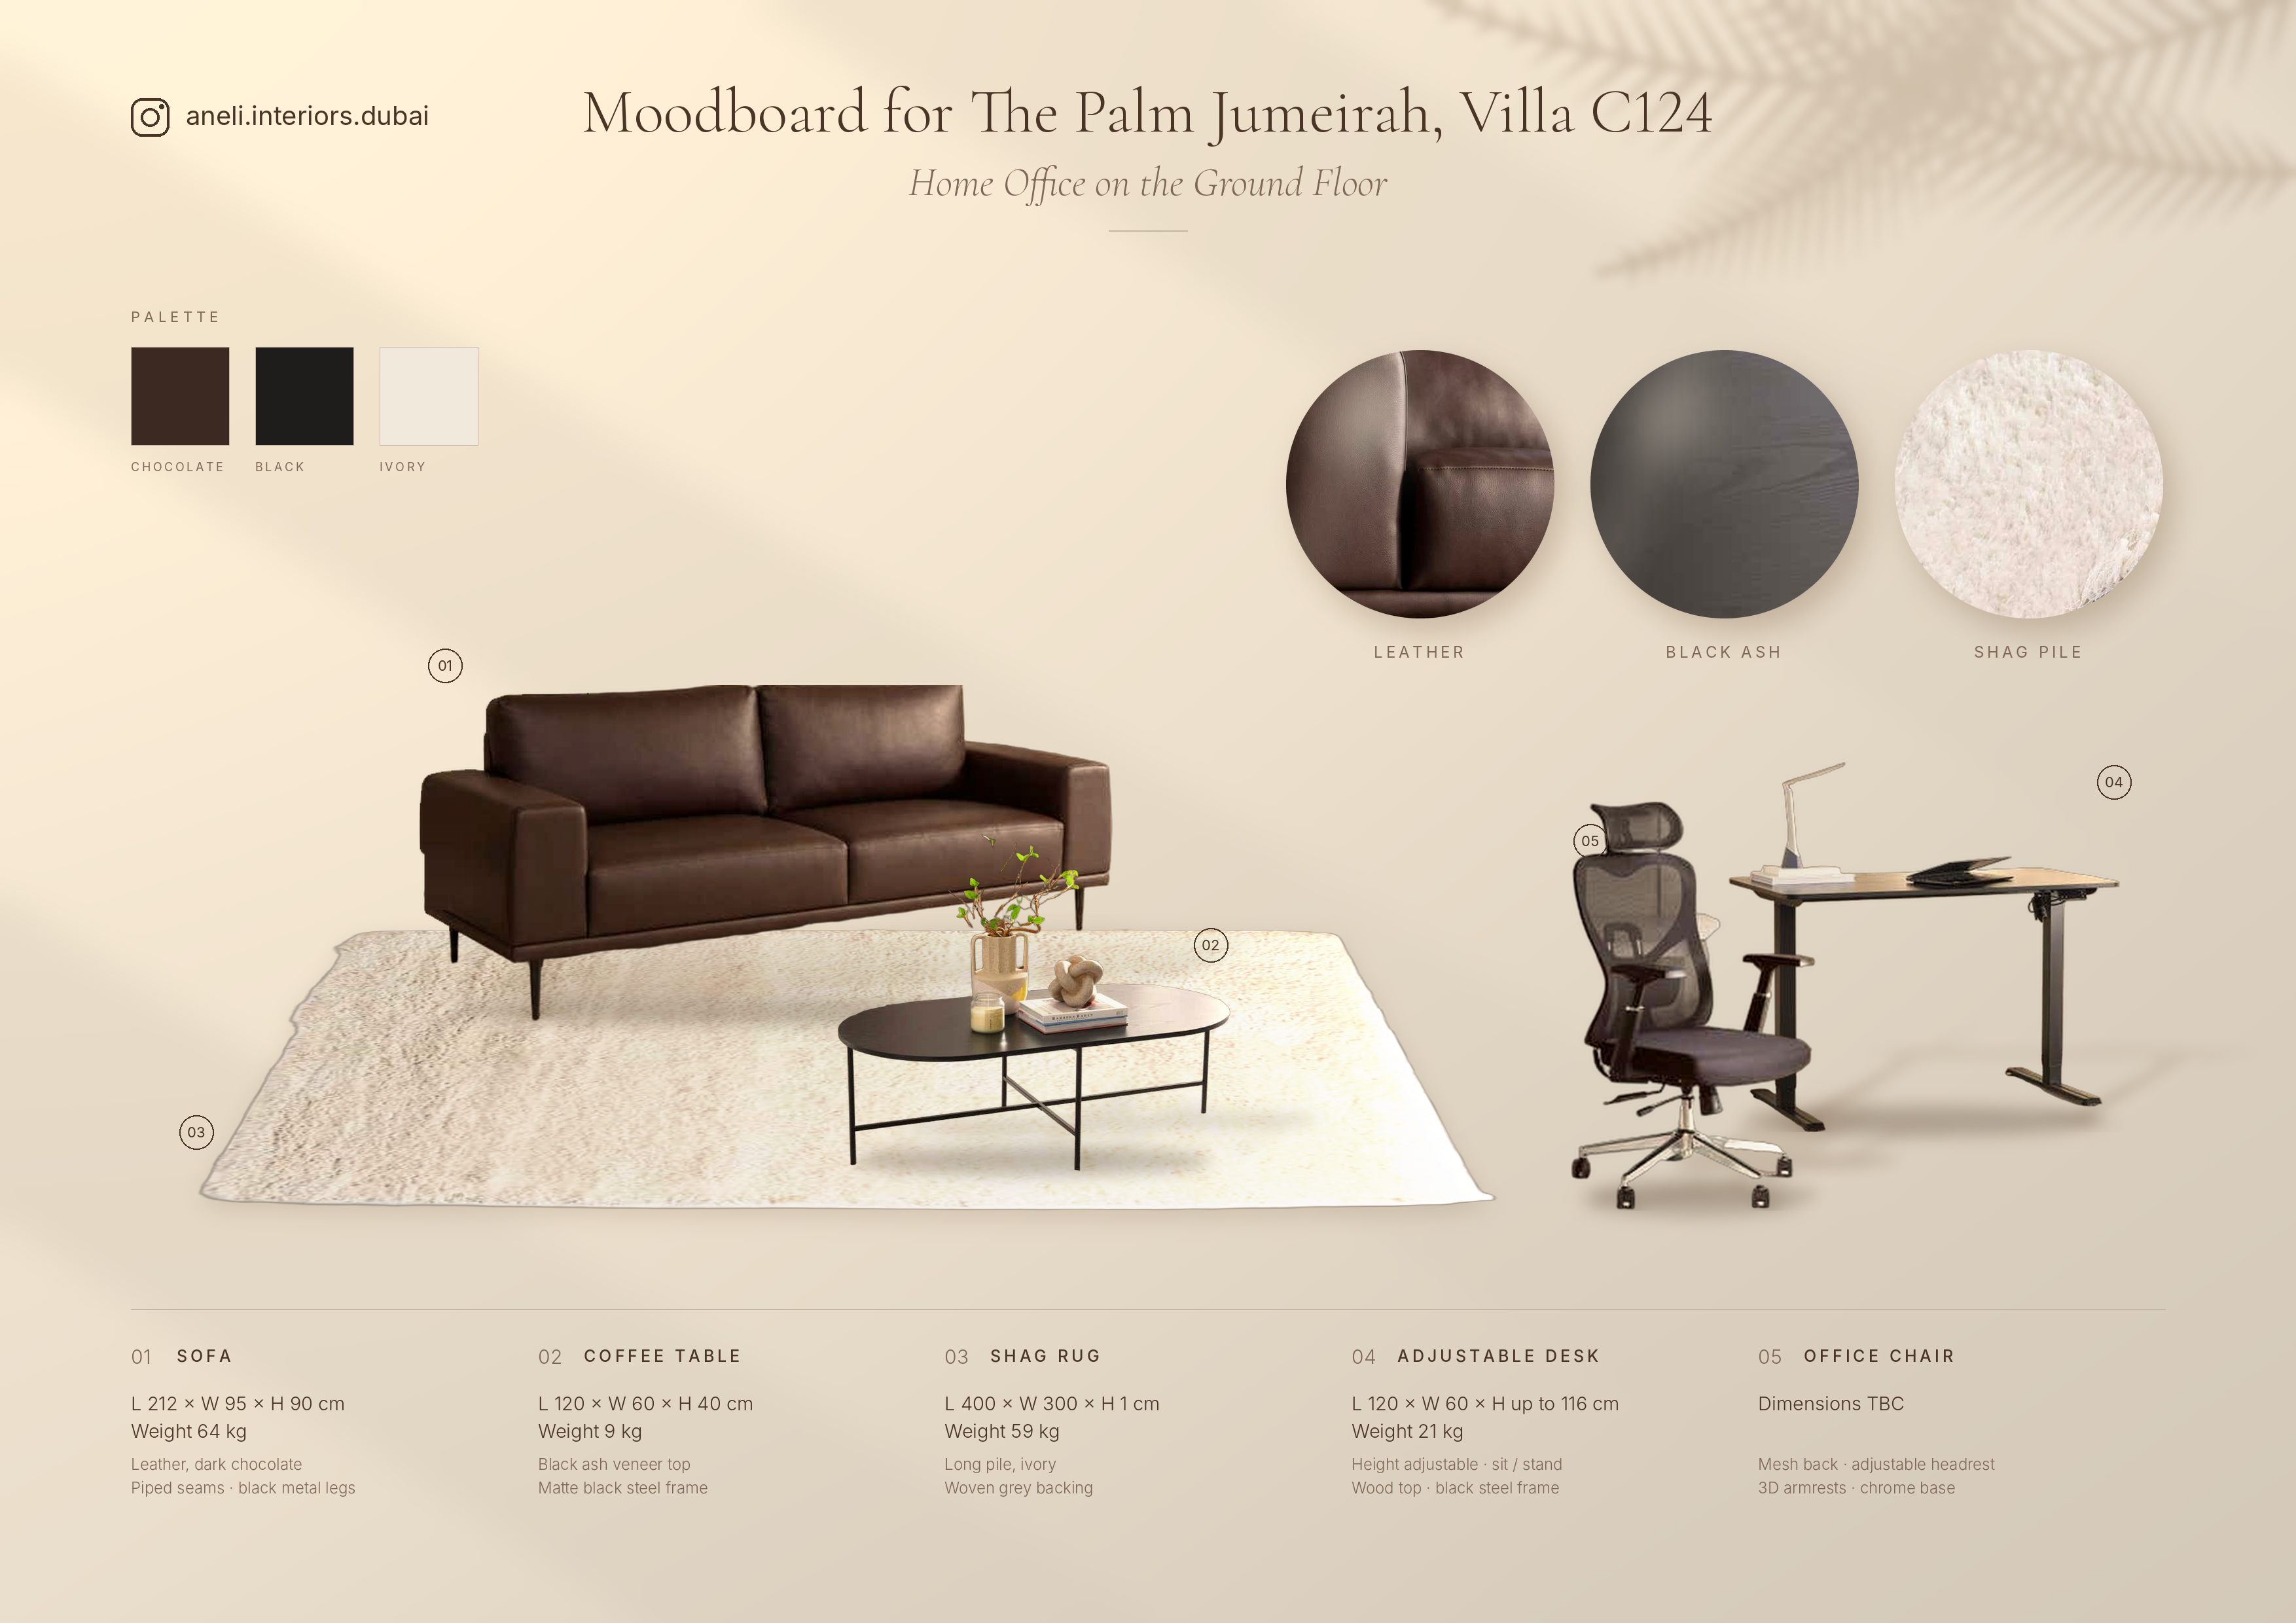 aneli.interiors.dubai
Moodboard for The Palm Jumeirah, Villa C124
Home Office on the Ground Floor
PALETTE
CHOCOLATE
BLACK
IVORY
LEATHER
BLACK ASH
SHAG PILE
01
02
03
04
05
01 SOFA
L 212 × W 95 × H 90 cm
Weight 64 kg
Leather, dark chocolate
Piped seams · black metal legs
02 COFFEE TABLE
L 120 × W 60 × H 40 cm
Weight 9 kg
Black ash veneer top
Matte black steel frame
03 SHAG RUG
L 400 × W 300 × H 1 cm
Weight 59 kg
Long pile, ivory
Woven grey backing
04 ADJUSTABLE DESK
L 120 × W 60 × H up to 116 cm
Weight 21 kg
Height adjustable · sit / stand
Wood top · black steel frame
05 OFFICE CHAIR
Dimensions TBC
Mesh back · adjustable headrest
3D armrests · chrome base